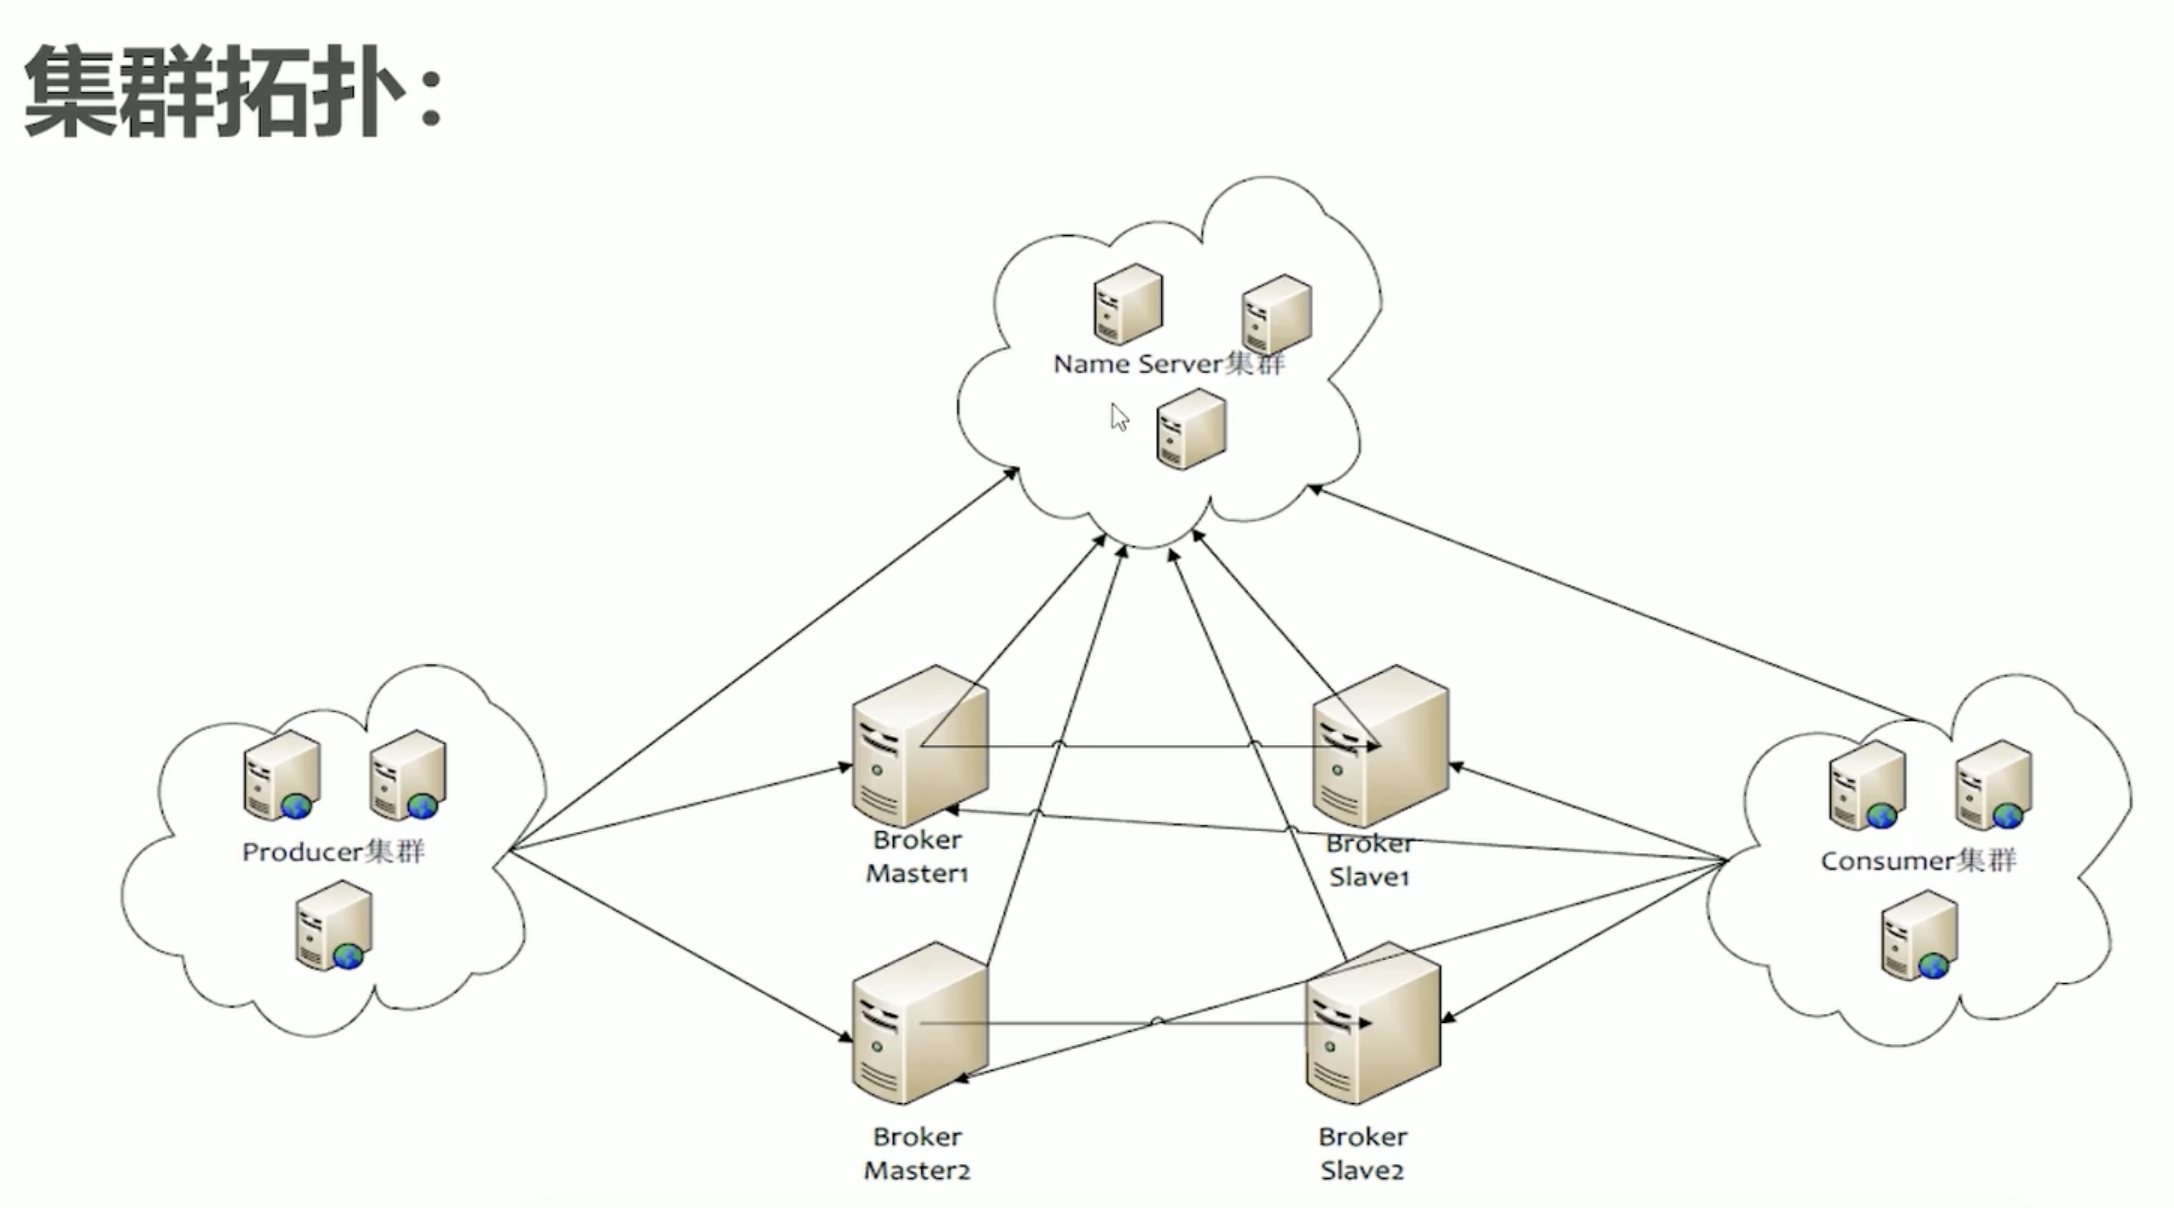 集群拓扑：
Name Server集群
Producer集群
Broker
Master1
Broker
Slave1
Consumer集群
Broker
Master2
Broker
Slave2